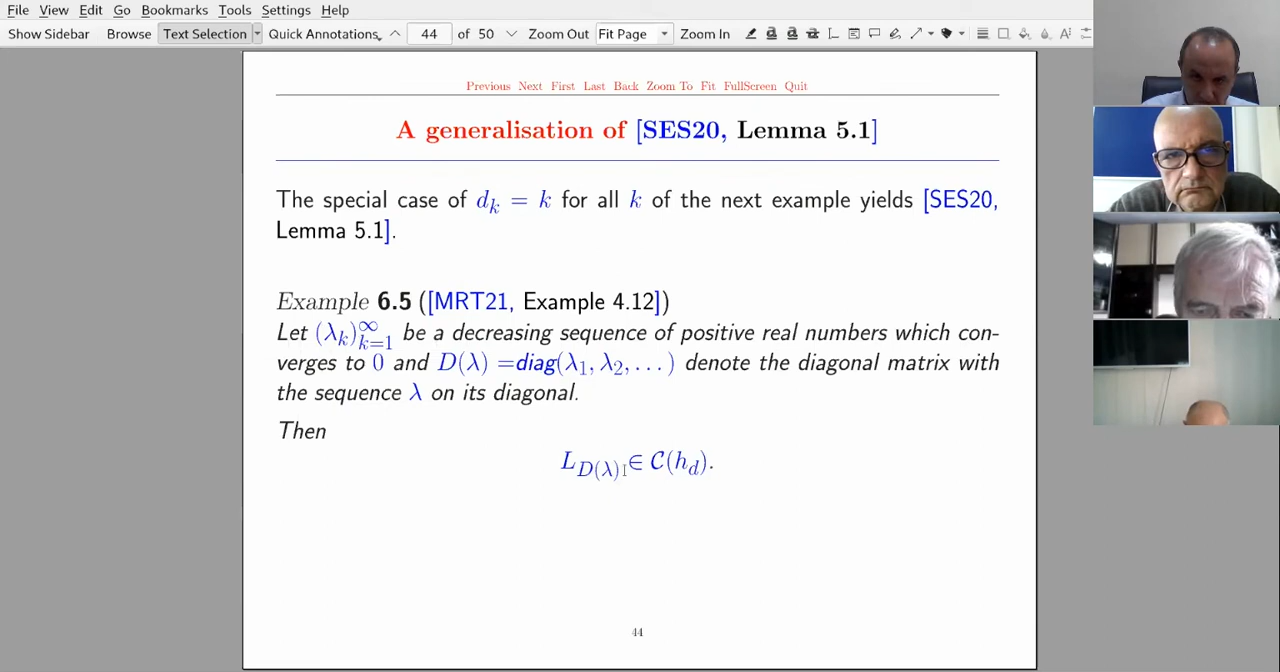 File View Edit Go Bookmarks Tools Settings Help
Show Sidebar Browse Text Selection Quick Annotations 44 of 50 Zoom Out Fit Page Zoom In
Previous Next First Last Back Zoom To Fit FullScreen Quit
A generalisation of [SES20, Lemma 5.1]
The special case of d_k = k for all k of the next example yields [SES20,
Lemma 5.1].
Example 6.5 ([MRT21, Example 4.12])
Let (λ_k)_{k=1}^∞ be a decreasing sequence of positive real numbers which con-
verges to 0 and D(λ) =diag(λ_1, λ_2, . . . ) denote the diagonal matrix with
the sequence λ on its diagonal.
Then
L_{D(λ)} ∈ 𝒞(h_d).
44